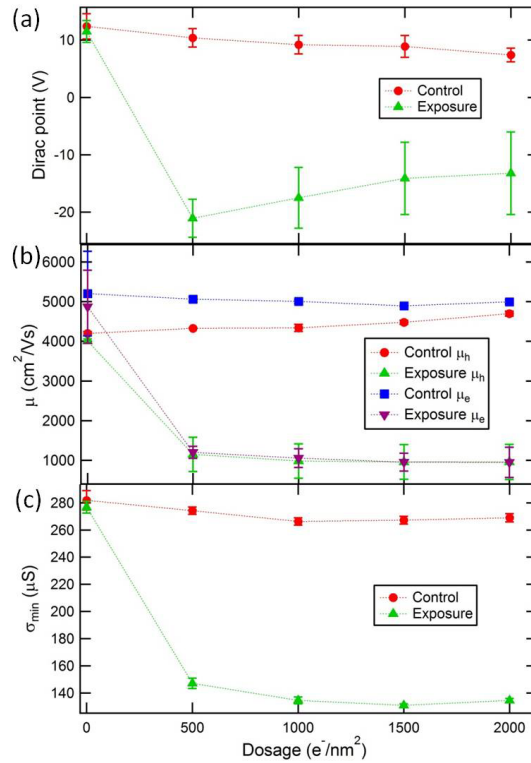 (a)
10
0
-10
-20
Dirac point (V)
Control
Exposure
(b)
6000
5000
4000
3000
2000
1000
μ (cm²/Vs)
Control μh
Exposure μh
Control μe
Exposure μe
(c)
280
260
240
220
200
180
160
140
σmin (μS)
Control
Exposure
0
500
1000
1500
2000
Dosage (e⁻/nm²)